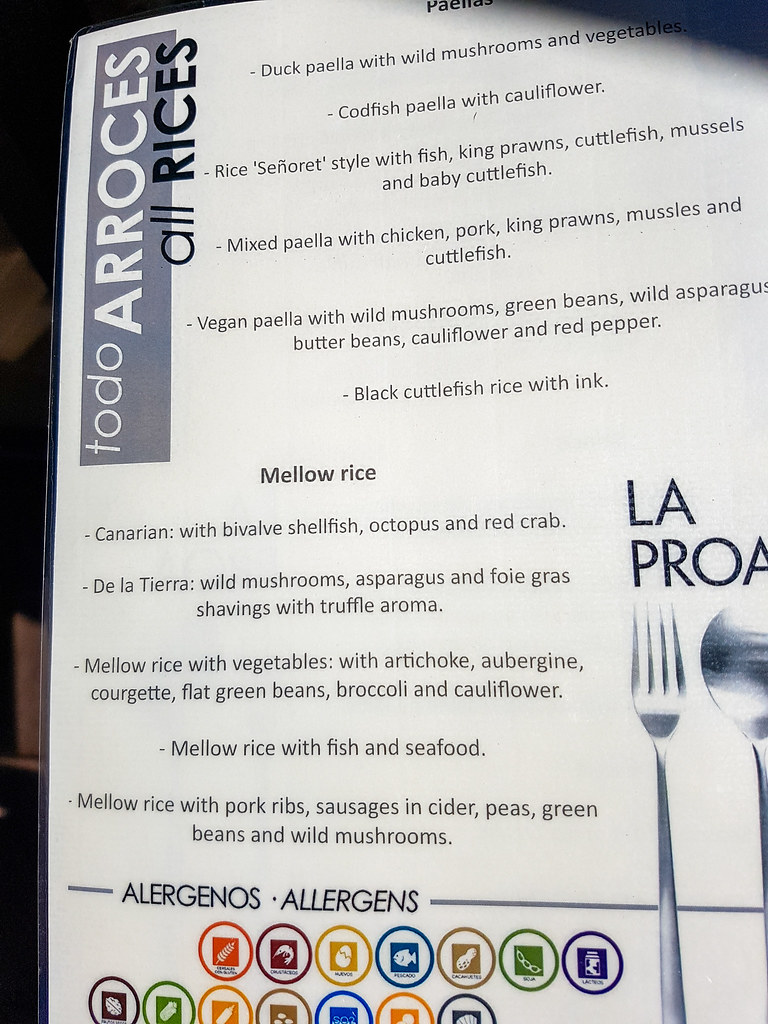 Paellas
todo ARROCES
all RICES
- Duck paella with wild mushrooms and vegetables.
- Codfish paella with cauliflower.
- Rice 'Señoret' style with fish, king prawns, cuttlefish, mussels
and baby cuttlefish.
- Mixed paella with chicken, pork, king prawns, mussles and
cuttlefish.
- Vegan paella with wild mushrooms, green beans, wild asparagus
butter beans, cauliflower and red pepper.
- Black cuttlefish rice with ink.
Mellow rice
- Canarian: with bivalve shellfish, octopus and red crab.
LA
PROA
- De la Tierra: wild mushrooms, asparagus and foie gras
shavings with truffle aroma.
- Mellow rice with vegetables: with artichoke, aubergine,
courgette, flat green beans, broccoli and cauliflower.
- Mellow rice with fish and seafood.
· Mellow rice with pork ribs, sausages in cider, peas, green
beans and wild mushrooms.
ALERGENOS · ALLERGENS
CEREALES CON GLUTEN CRUSTÁCEOS HUEVOS PESCADO CACAHUETES SOJA LÁCTEOS